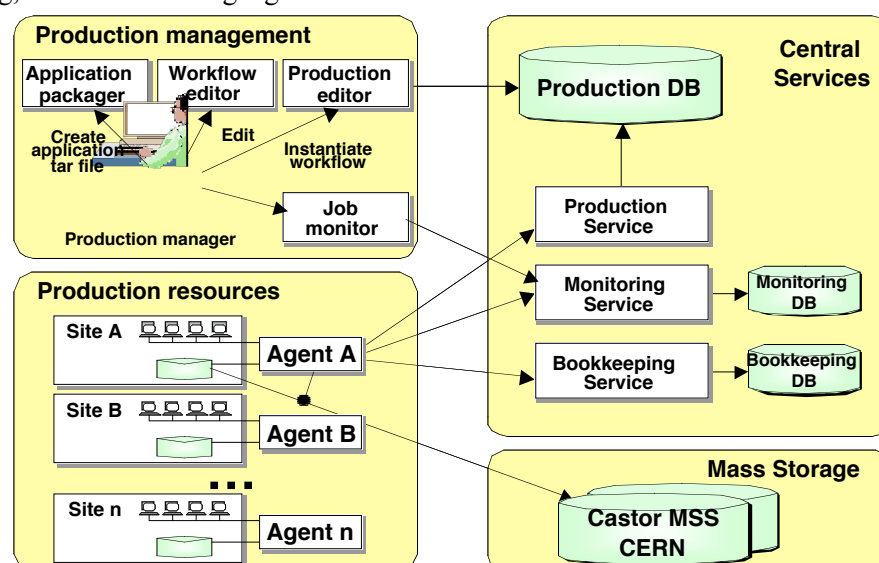 Production management
Application
packager
Workflow
editor
Production
editor
Create
application
tar file
Edit
Instantiate
workflow
Job
monitor
Production manager
Production resources
Site A
Agent A
Site B
Agent B
...
Site n
Agent n
Central
Services
Production DB
Production
Service
Monitoring
Service
Monitoring
DB
Bookkeeping
Service
Bookkeeping
DB
Mass Storage
Castor MSS
CERN